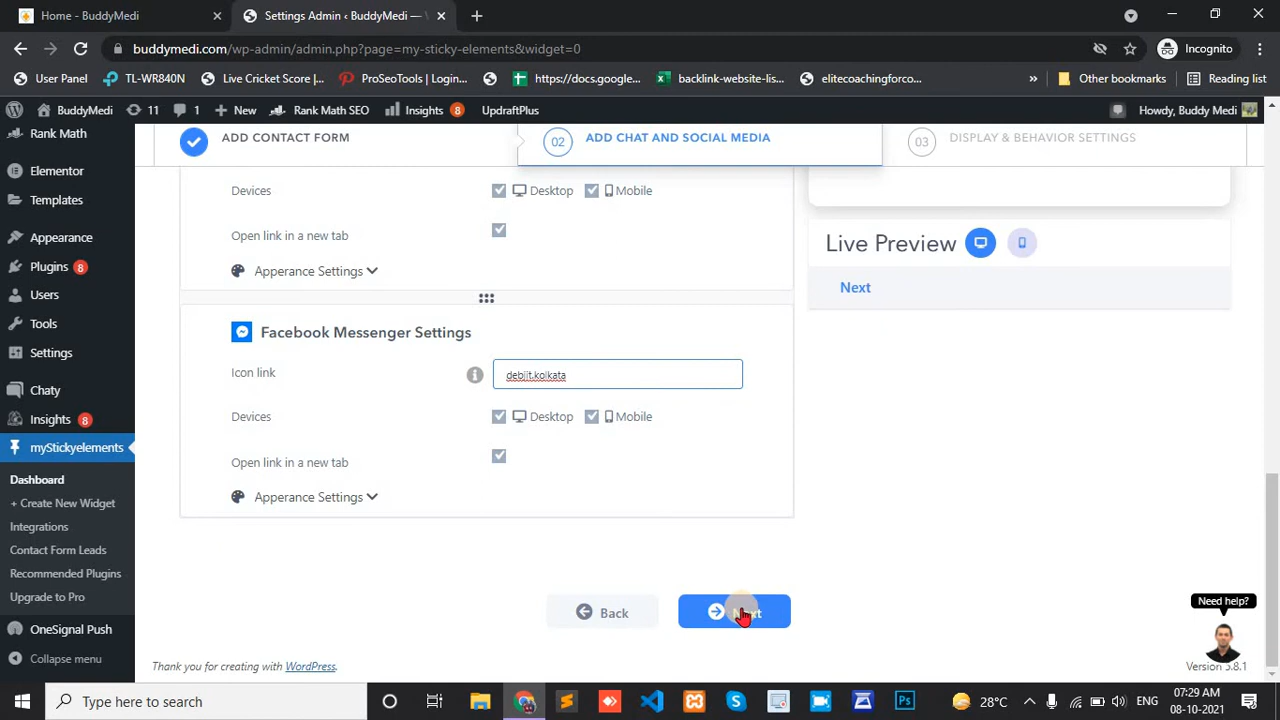 Home - BuddyMedi
Settings Admin ‹ BuddyMedi — W
buddymedi.com/wp-admin/admin.php?page=my-sticky-elements&widget=0
Incognito
User Panel
TL-WR840N
Live Cricket Score |...
ProSeoTools | Login...
https://docs.google...
backlink-website-lis...
elitecoachingforco...
»
Other bookmarks
Reading list
BuddyMedi
11
1
New
Rank Math SEO
Insights 8
UpdraftPlus
Howdy, Buddy Medi
Rank Math
Elementor
Templates
Appearance
Plugins 8
Users
Tools
Settings
Chaty
Insights 8
myStickyelements
Dashboard
+ Create New Widget
Integrations
Contact Form Leads
Recommended Plugins
Upgrade to Pro
OneSignal Push
Collapse menu
ADD CONTACT FORM
02 ADD CHAT AND SOCIAL MEDIA
03 DISPLAY & BEHAVIOR SETTINGS
Devices
Desktop
Mobile
Open link in a new tab
Apperance Settings
Facebook Messenger Settings
Icon link
debjit.kolkata
Devices
Desktop
Mobile
Open link in a new tab
Apperance Settings
Live Preview
Next
Back
Need help?
Thank you for creating with WordPress.
Version 5.8.1
Type here to search
28°C
ENG
07:29 AM
08-10-2021